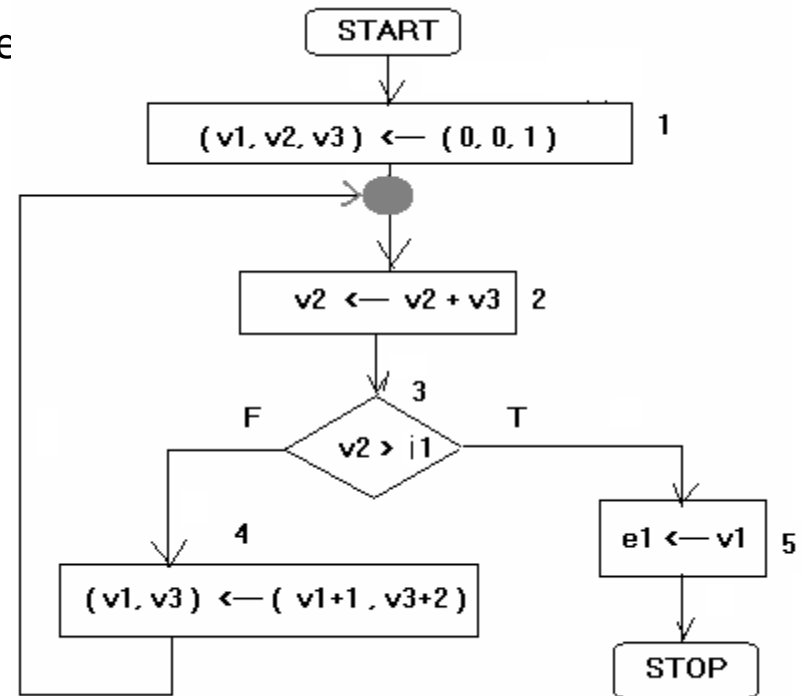 e
START
( v1, v2, v3 ) <— ( 0, 0, 1 )
1
v2 <— v2 + v3
2
3
F
T
v2 > i1
4
e1 <— v1
5
( v1, v3 ) <— ( v1+1 , v3+2 )
STOP